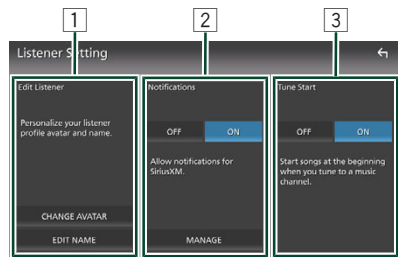 1 2 3
Listener Setting
Edit Listener
Personalize your listener
profile avatar and name.
CHANGE AVATAR
EDIT NAME
Notifications
OFF ON
Allow notifications for
SiriusXM.
MANAGE
Tune Start
OFF ON
Start songs at the beginning
when you tune to a music
channel.